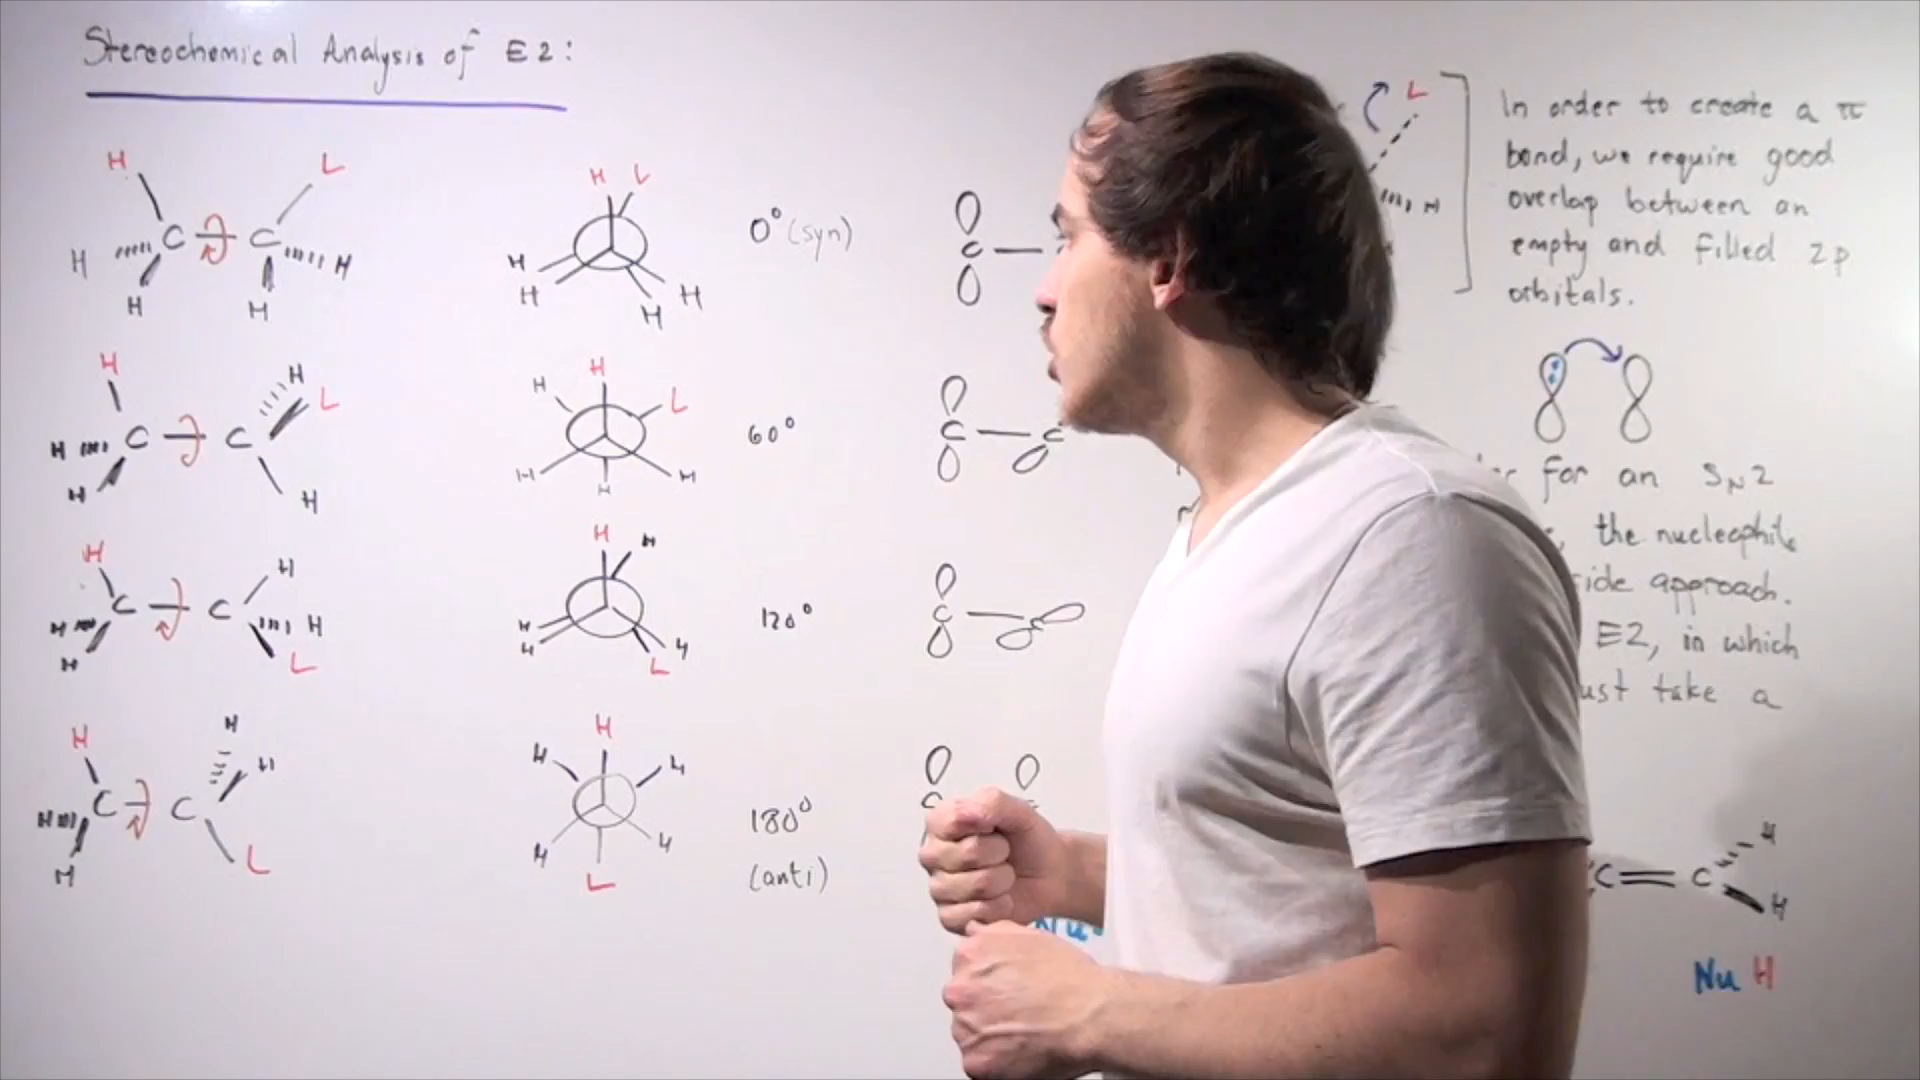 Stereochemical Analysis of E2:
H L
H C C H
H H
H L
H H
H H
0° (syn)
C
L
H
In order to create a π
bond, we require good
overlap between an
empty and filled 2p
orbitals.
H H L
H C C
H H
H H L
H H H
60°
C C
for an SN2
the nucleophile
side approach.
E2, in which
must take a
H H
H C C H
H L
H H
H H
H L
120°
C C
H H
H
H C C
H L
H
H H
H H
L
180°
(anti)
Nu:
C = C H
H
Nu H